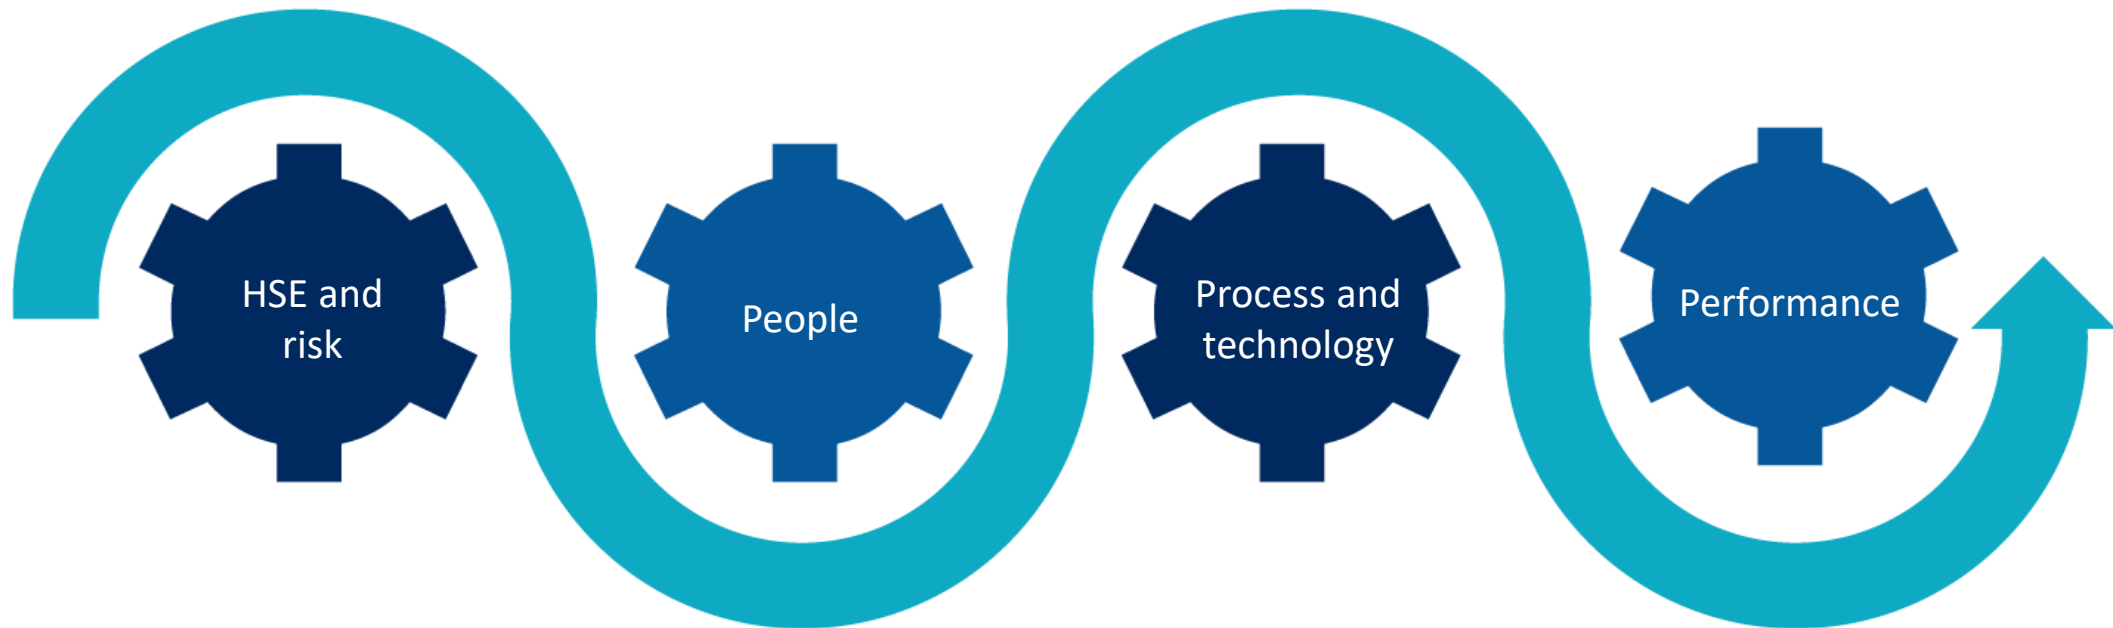 HSE and
risk
People
Process and
technology
Performance